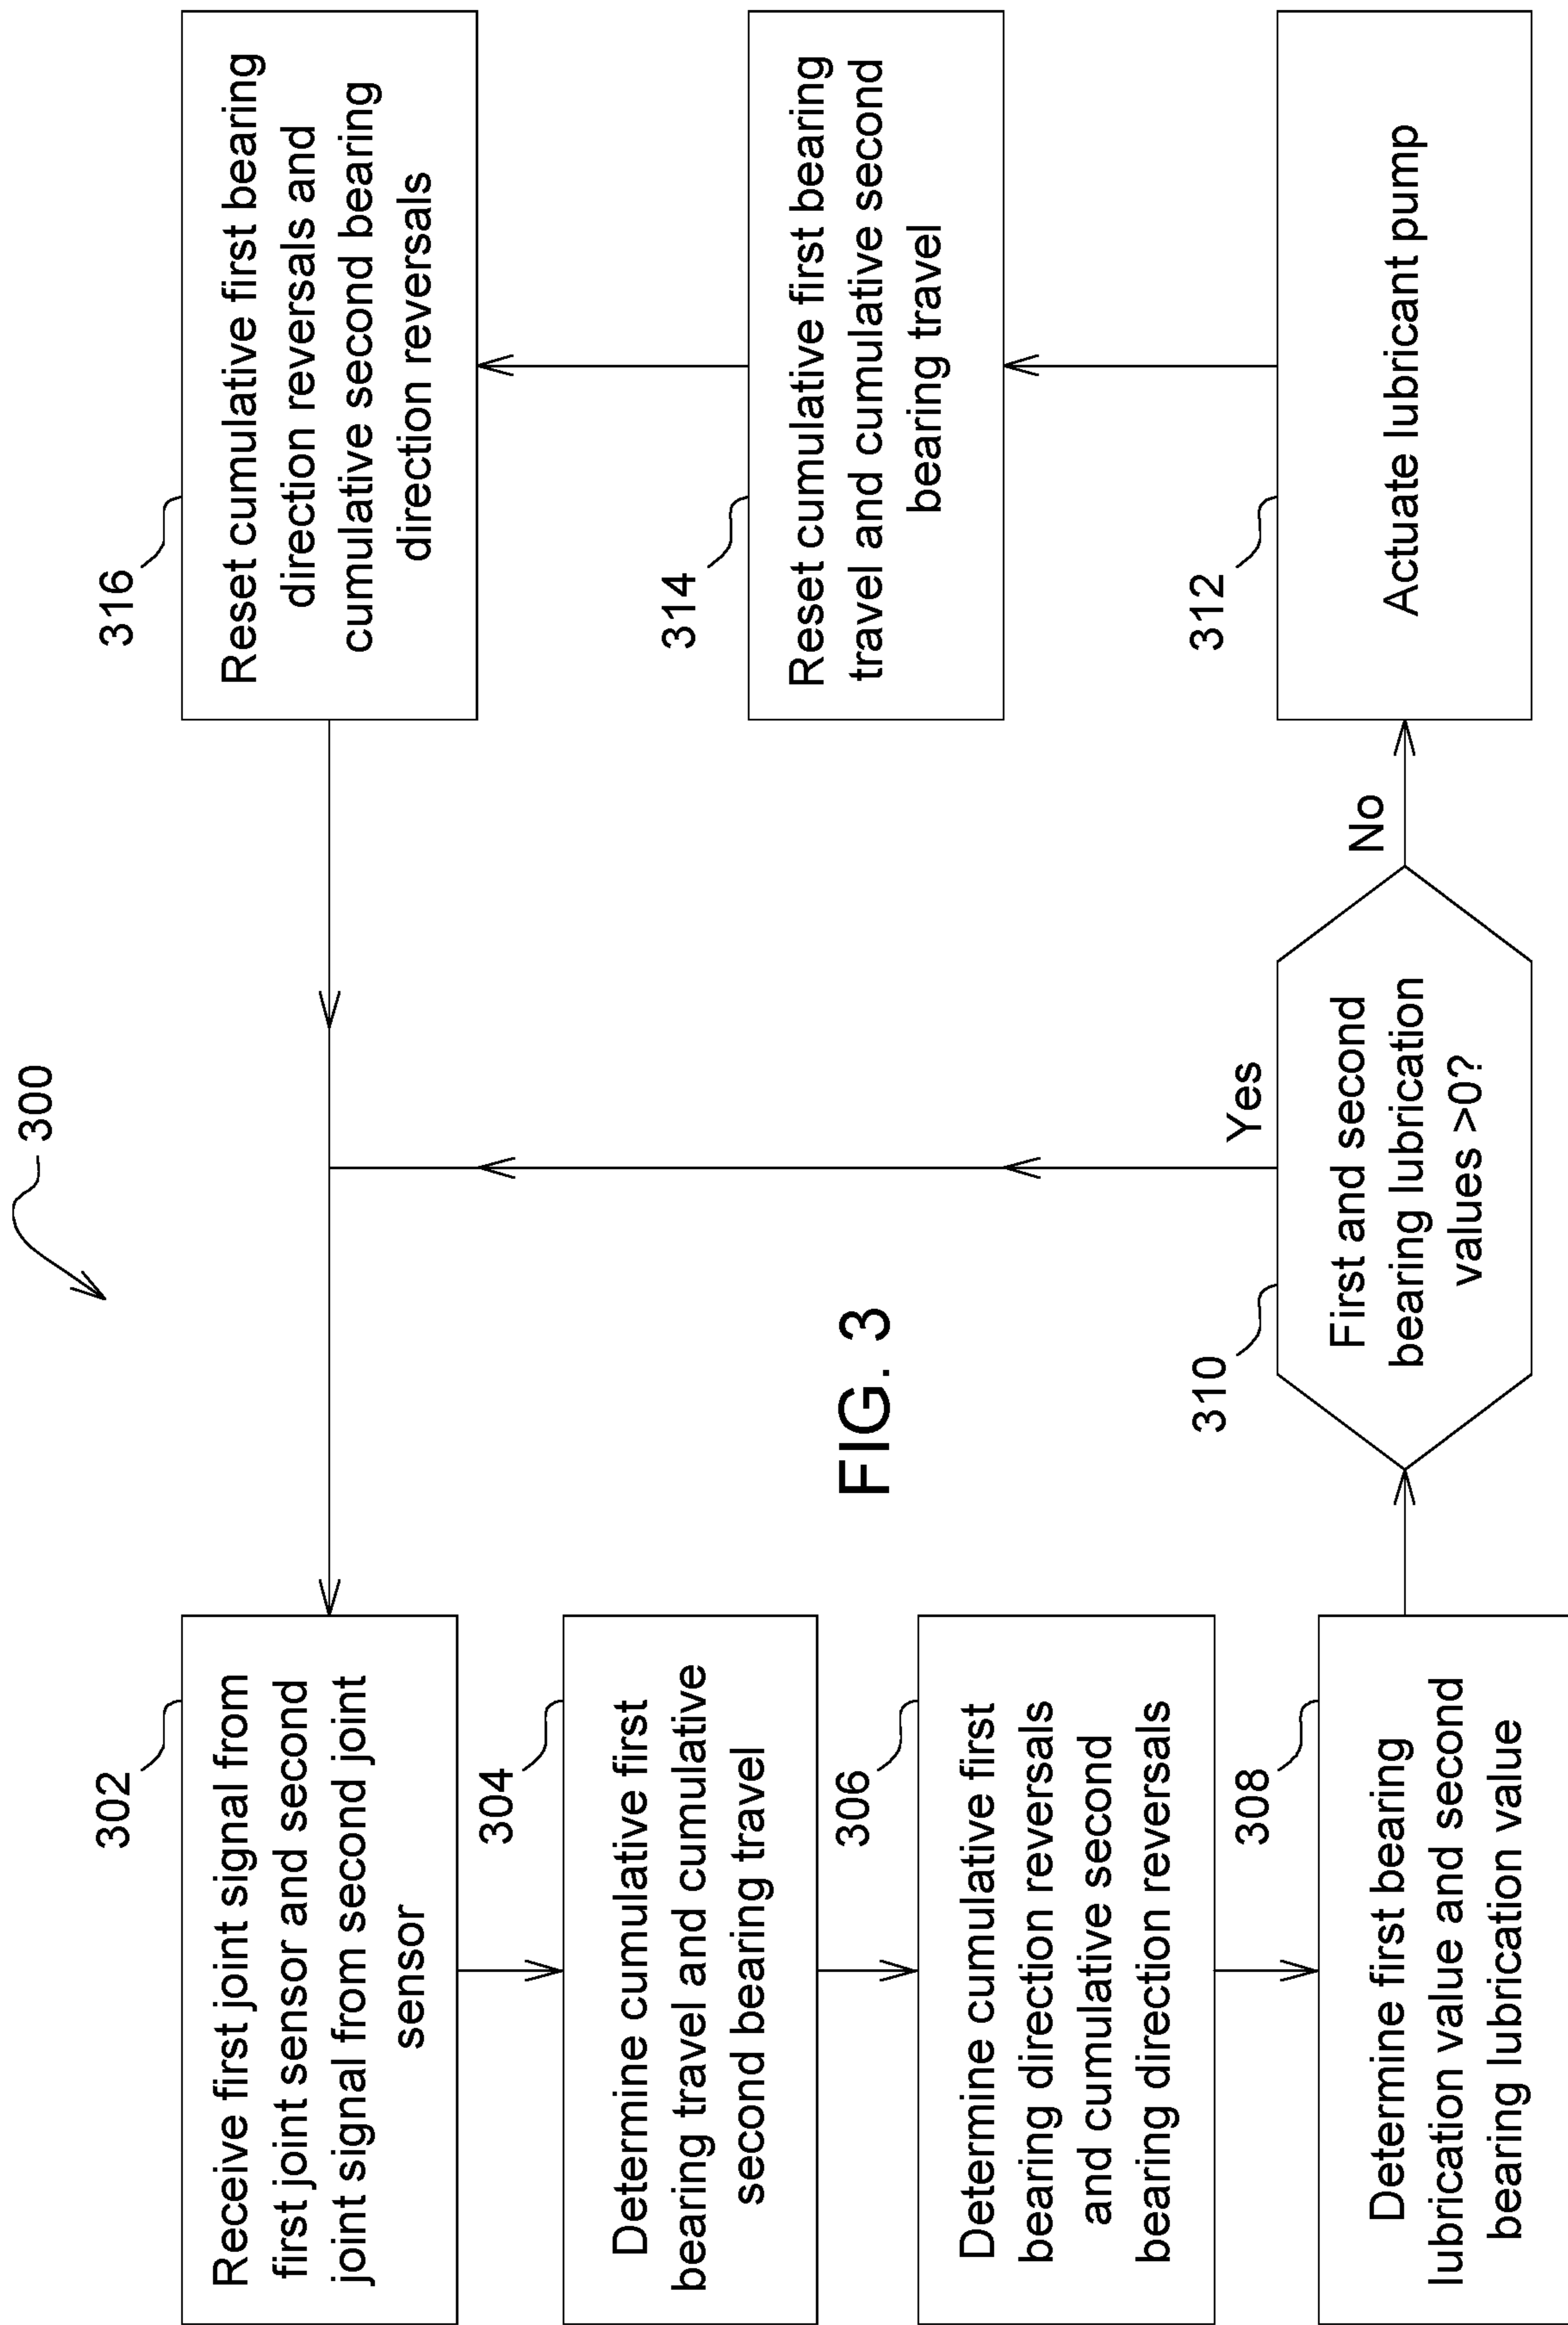 300
302
Receive first joint signal from
first joint sensor and second
joint signal from second joint
sensor
304
Determine cumulative first
bearing travel and cumulative
second bearing travel
306
Determine cumulative first
bearing direction reversals
and cumulative second
bearing direction reversals
308
Determine first bearing
lubrication value and second
bearing lubrication value
310
First and second
bearing lubrication
values >0?
Yes
No
312
Actuate lubricant pump
314
Reset cumulative first bearing
travel and cumulative second
bearing travel
316
Reset cumulative first bearing
direction reversals and
cumulative second bearing
direction reversals
FIG. 3